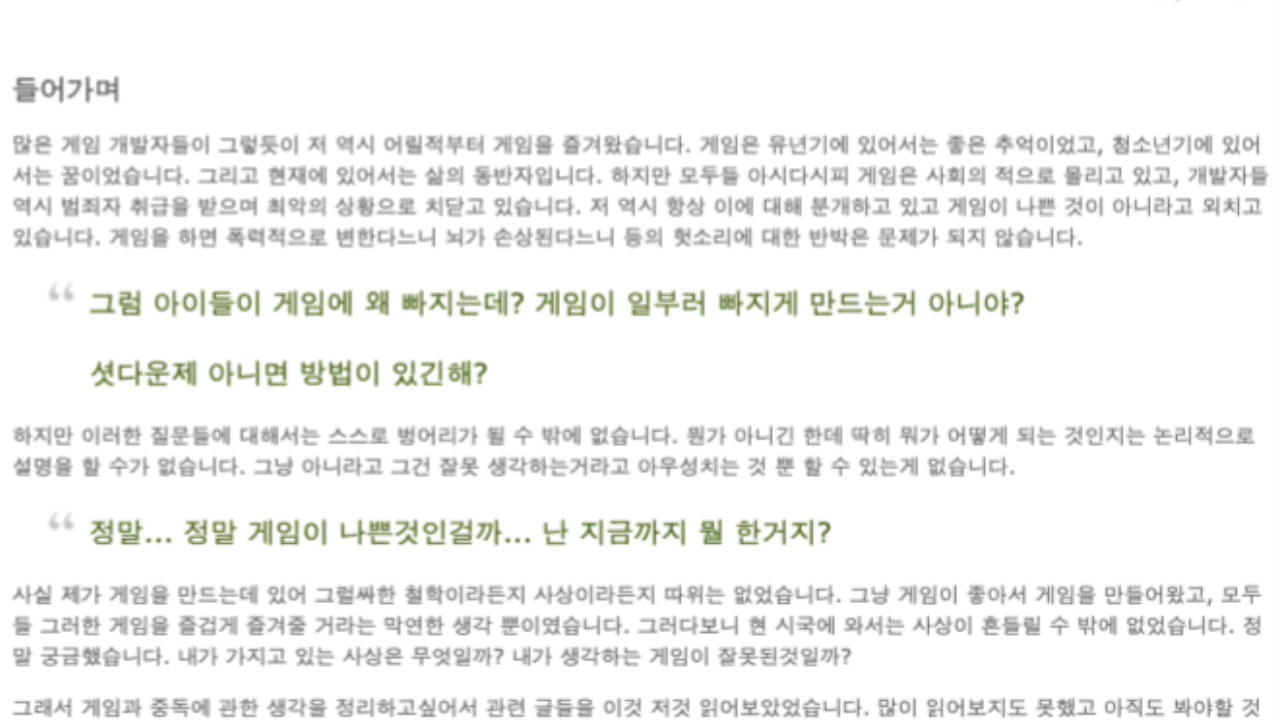 들어가며
많은 게임 개발자들이 그렇듯이 저 역시 어릴적부터 게임을 즐겨왔습니다. 게임은 유년기에 있어서는 좋은 추억이었고, 청소년기에 있어
서는 꿈이었습니다. 그리고 현재에 있어서는 삶의 동반자입니다. 하지만 모두들 아시다시피 게임은 사회의 적으로 몰리고 있고, 개발자들
역시 범죄자 취급을 받으며 최악의 상황으로 치닫고 있습니다. 저 역시 항상 이에 대해 분개하고 있고 게임이 나쁜 것이 아니라고 외치고
있습니다. 게임을 하면 폭력적으로 변한다느니 뇌가 손상된다느니 등의 헛소리에 대한 반박은 문제가 되지 않습니다.
“ 그럼 아이들이 게임에 왜 빠지는데? 게임이 일부러 빠지게 만드는거 아니야?
셧다운제 아니면 방법이 있긴해?
하지만 이러한 질문들에 대해서는 스스로 벙어리가 될 수 밖에 없습니다. 뭔가 아니긴 한데 딱히 뭐가 어떻게 되는 것인지는 논리적으로
설명을 할 수가 없습니다. 그냥 아니라고 그건 잘못 생각하는거라고 아우성치는 것 뿐 할 수 있는게 없습니다.
“ 정말... 정말 게임이 나쁜것인걸까... 난 지금까지 뭘 한거지?
사실 제가 게임을 만드는데 있어 그럴싸한 철학이라든지 사상이라든지 따위는 없었습니다. 그냥 게임이 좋아서 게임을 만들어왔고, 모두
들 그러한 게임을 즐겁게 즐겨줄 거라는 막연한 생각 뿐이였습니다. 그러다보니 현 시국에 와서는 사상이 흔들릴 수 밖에 없었습니다. 정
말 궁금했습니다. 내가 가지고 있는 사상은 무엇일까? 내가 생각하는 게임이 잘못된것일까?
그래서 게임과 중독에 관한 생각을 정리하고싶어서 관련 글들을 이것 저것 읽어보았었습니다. 많이 읽어보지도 못했고 아직도 봐야할 것